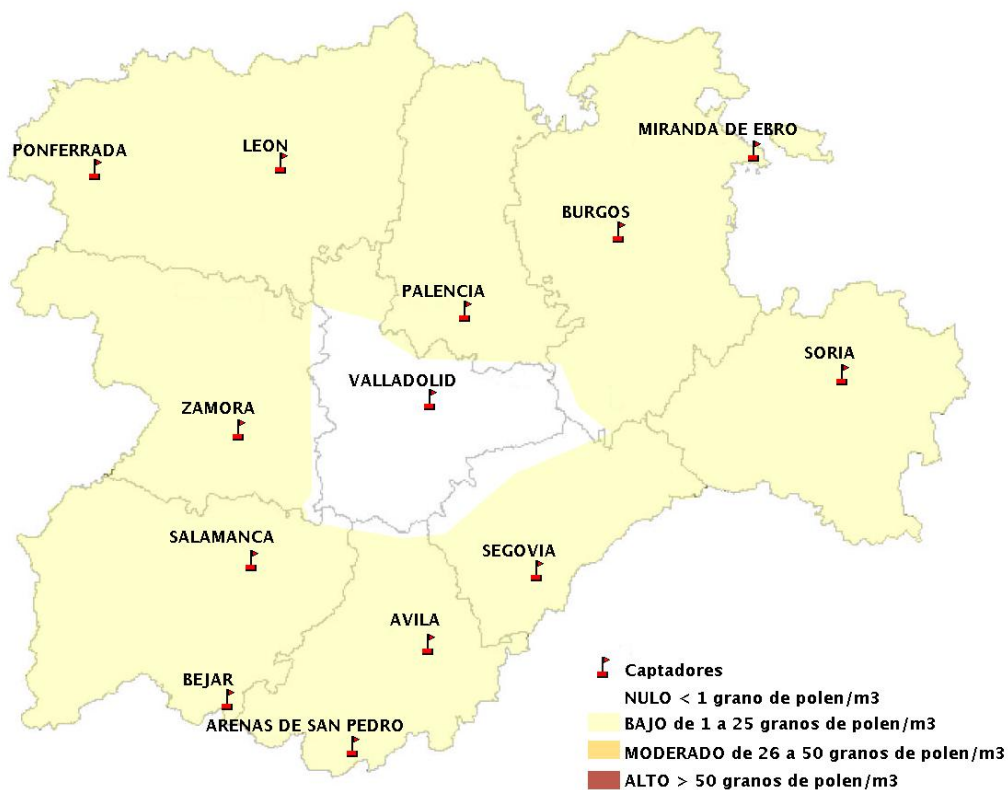 MIRANDA DE EBRO
LEON
PONFERRADA
BURGOS
PALENCIA
SORIA
VALLADOLID
ZAMORA
SALAMANCA
SEGOVIA
AVILA
BEJAR
ARENAS DE SAN PEDRO
Captadores
NULO < 1 grano de polen/m3
BAJO de 1 a 25 granos de polen/m3
MODERADO de 26 a 50 granos de polen/m3
ALTO > 50 granos de polen/m3